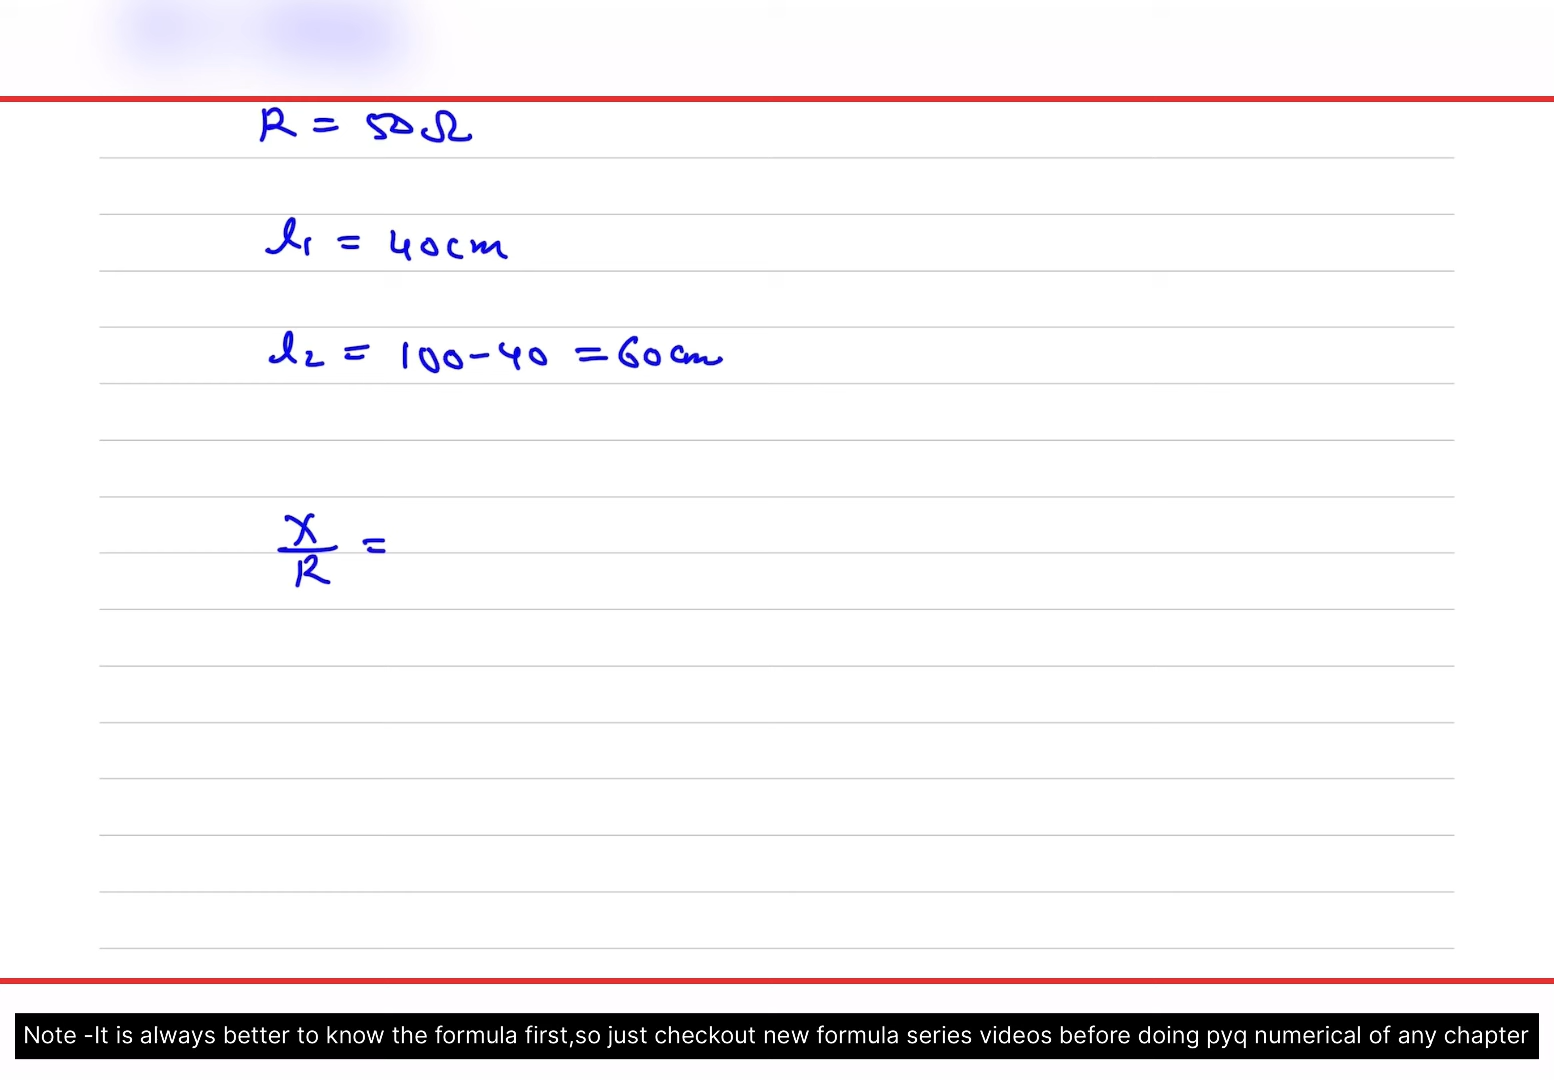 R = 50Ω
l₁ = 40cm
l₂ = 100-40 = 60cm
X/R =
Note -It is always better to know the formula first,so just checkout new formula series videos before doing pyq numerical of any chapter